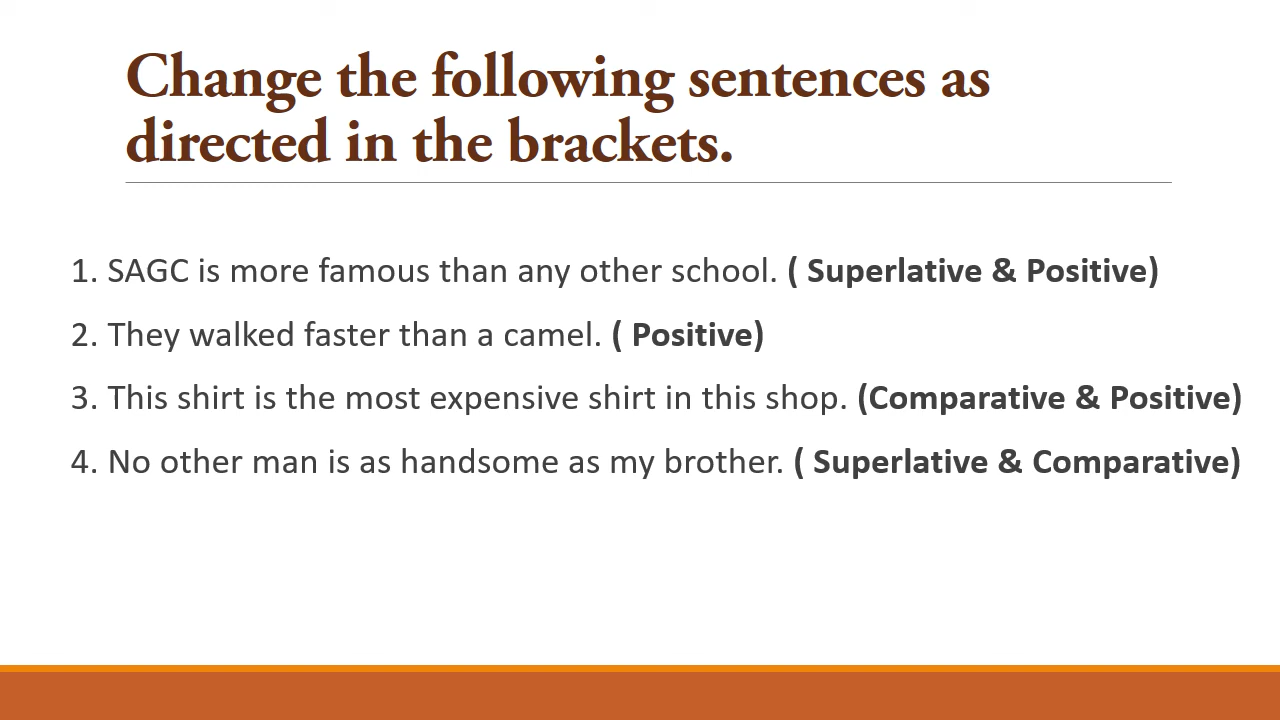 Change the following sentences as
directed in the brackets.
1. SAGC is more famous than any other school. ( Superlative & Positive)
2. They walked faster than a camel. ( Positive)
3. This shirt is the most expensive shirt in this shop. (Comparative & Positive)
4. No other man is as handsome as my brother. ( Superlative & Comparative)